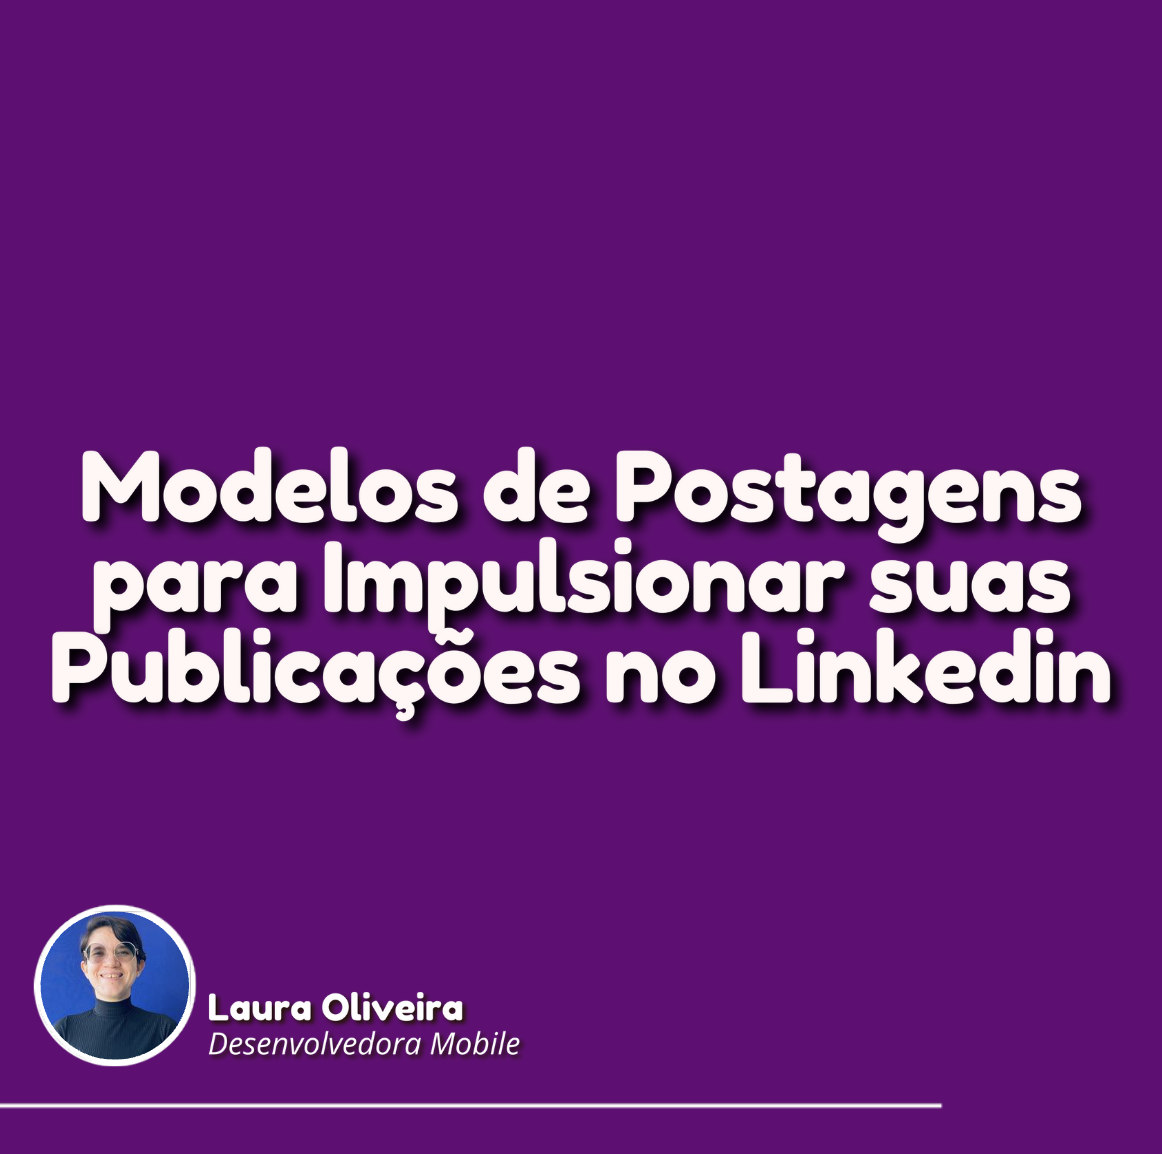 Modelos de Postagens
para Impulsionar suas
Publicações no Linkedin
Laura Oliveira
Desenvolvedora Mobile